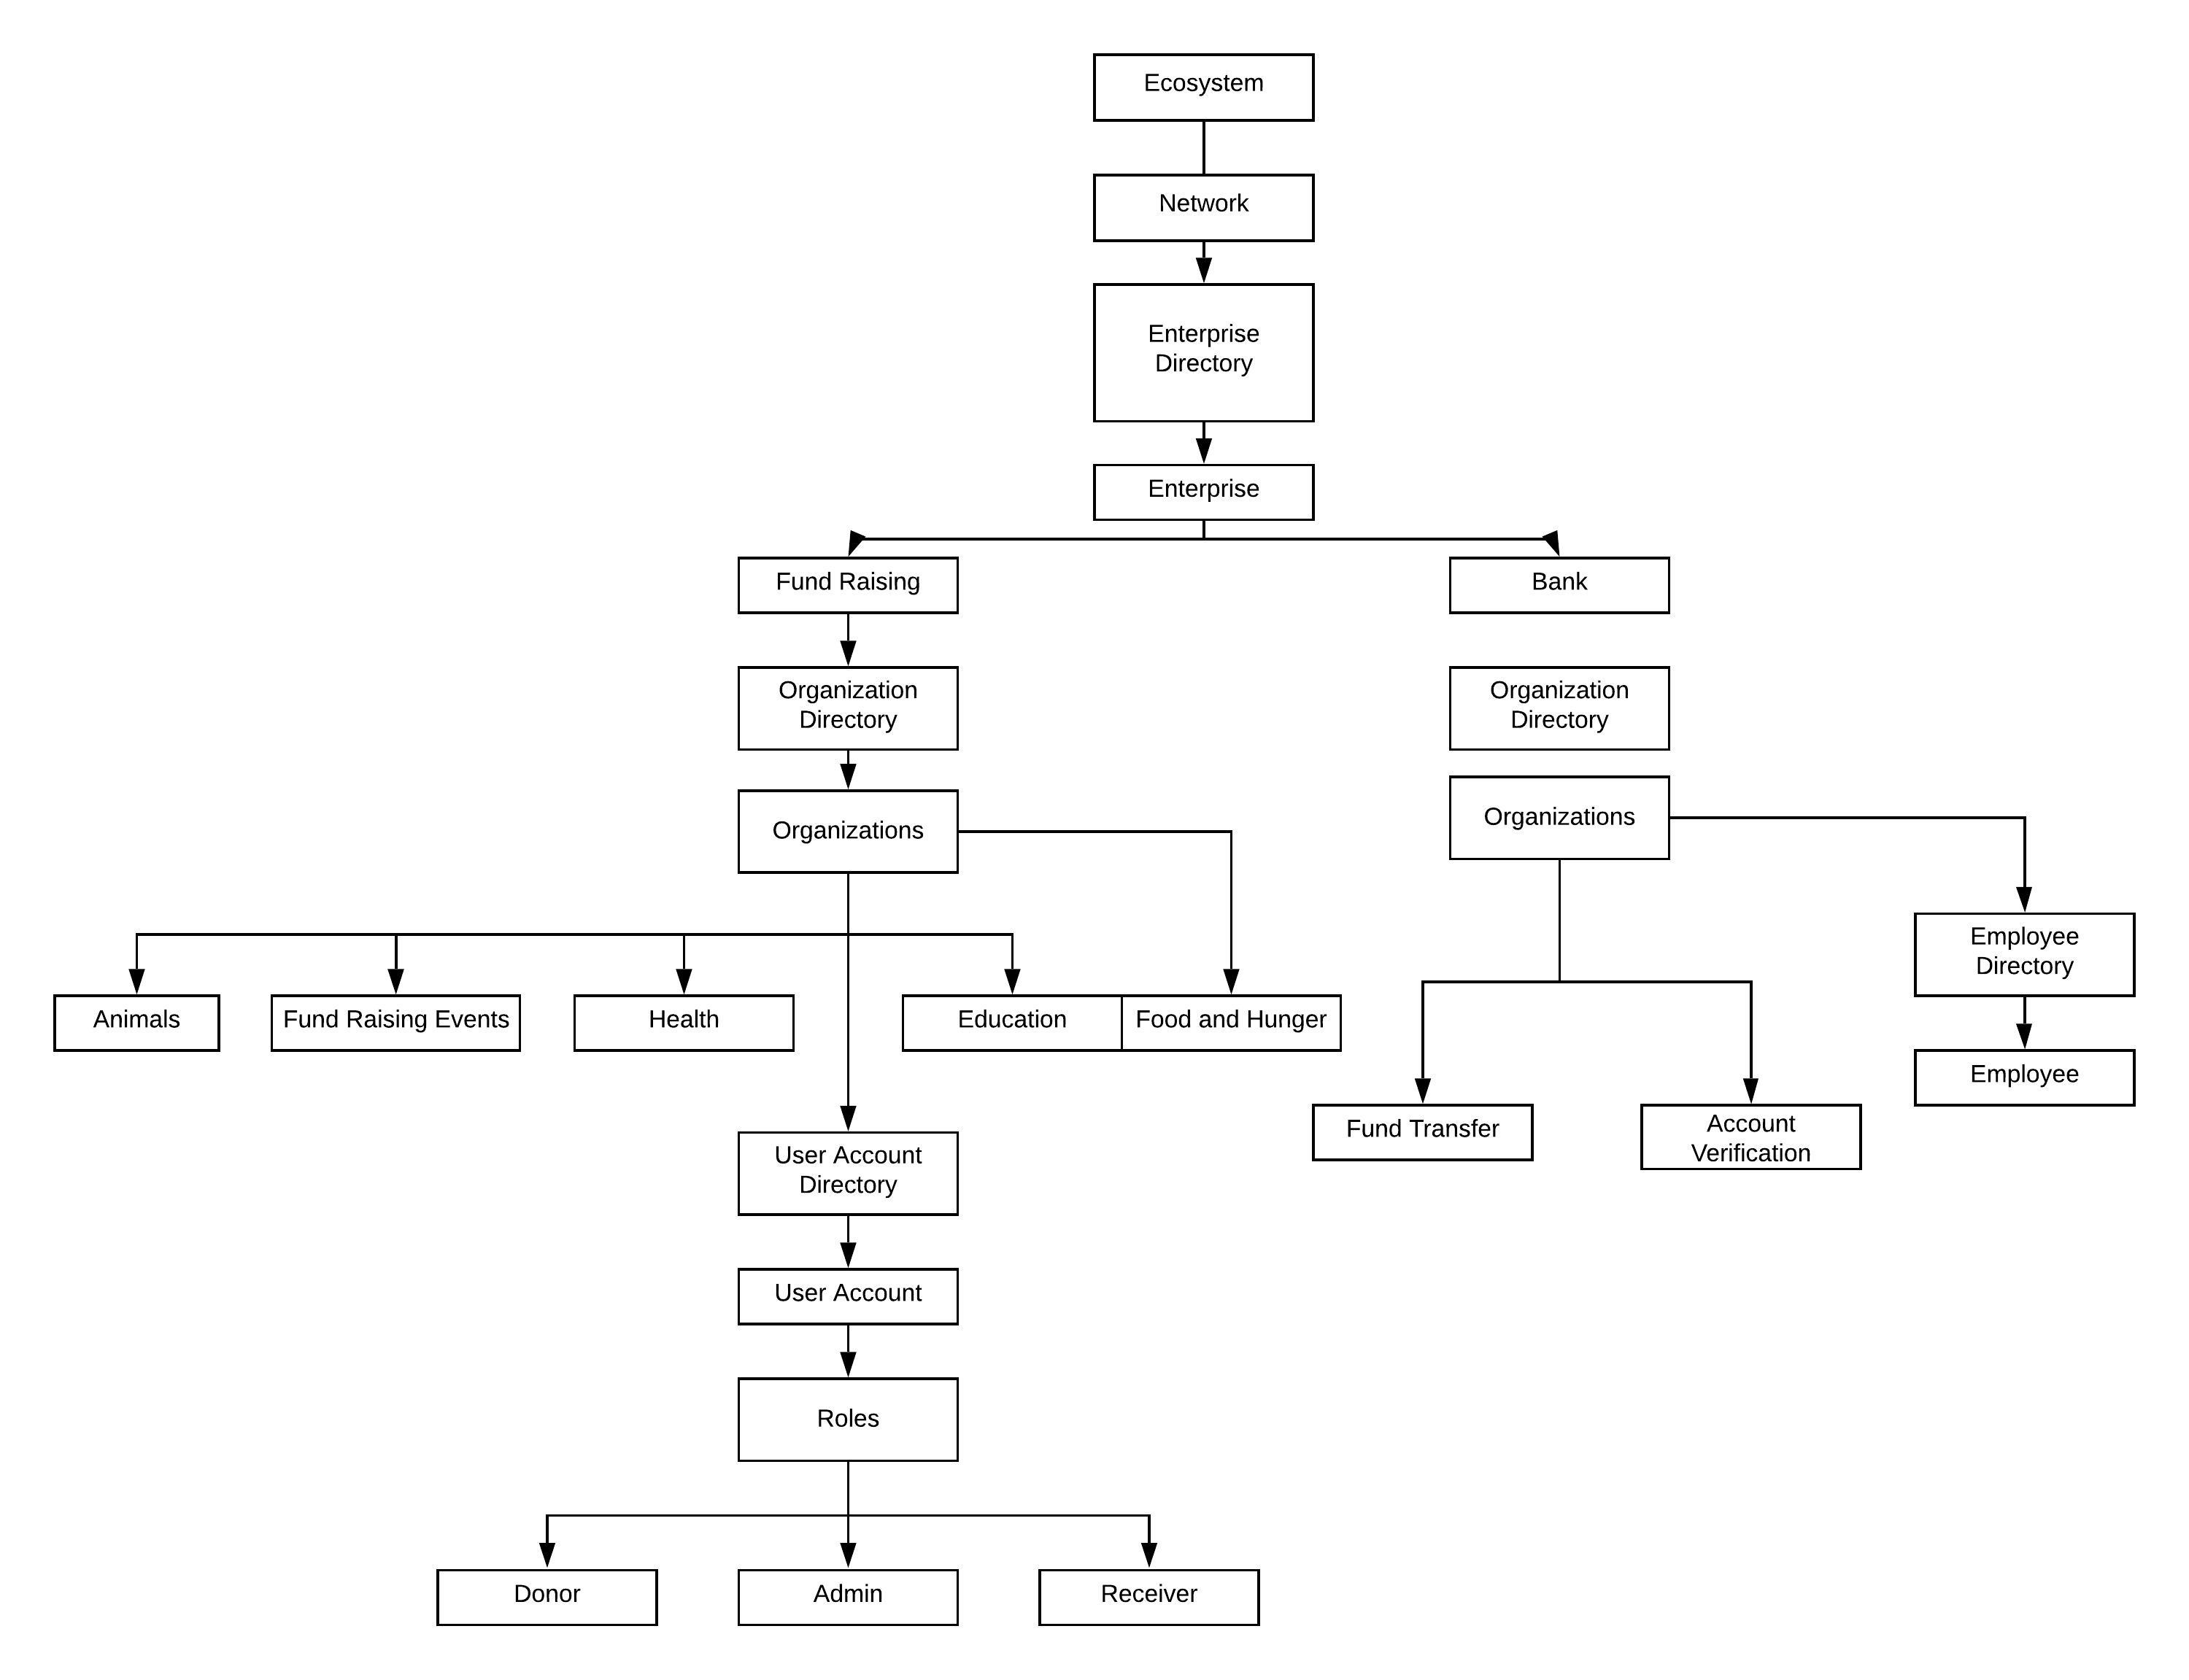 Ecosystem
Network
Enterprise
Directory
Enterprise
Fund Raising
Bank
Organization
Directory
Organization
Directory
Organizations
Organizations
Employee
Directory
Animals
Fund Raising Events
Health
Education
Food and Hunger
Employee
Fund Transfer
Account
Verification
User Account
Directory
User Account
Roles
Donor
Admin
Receiver